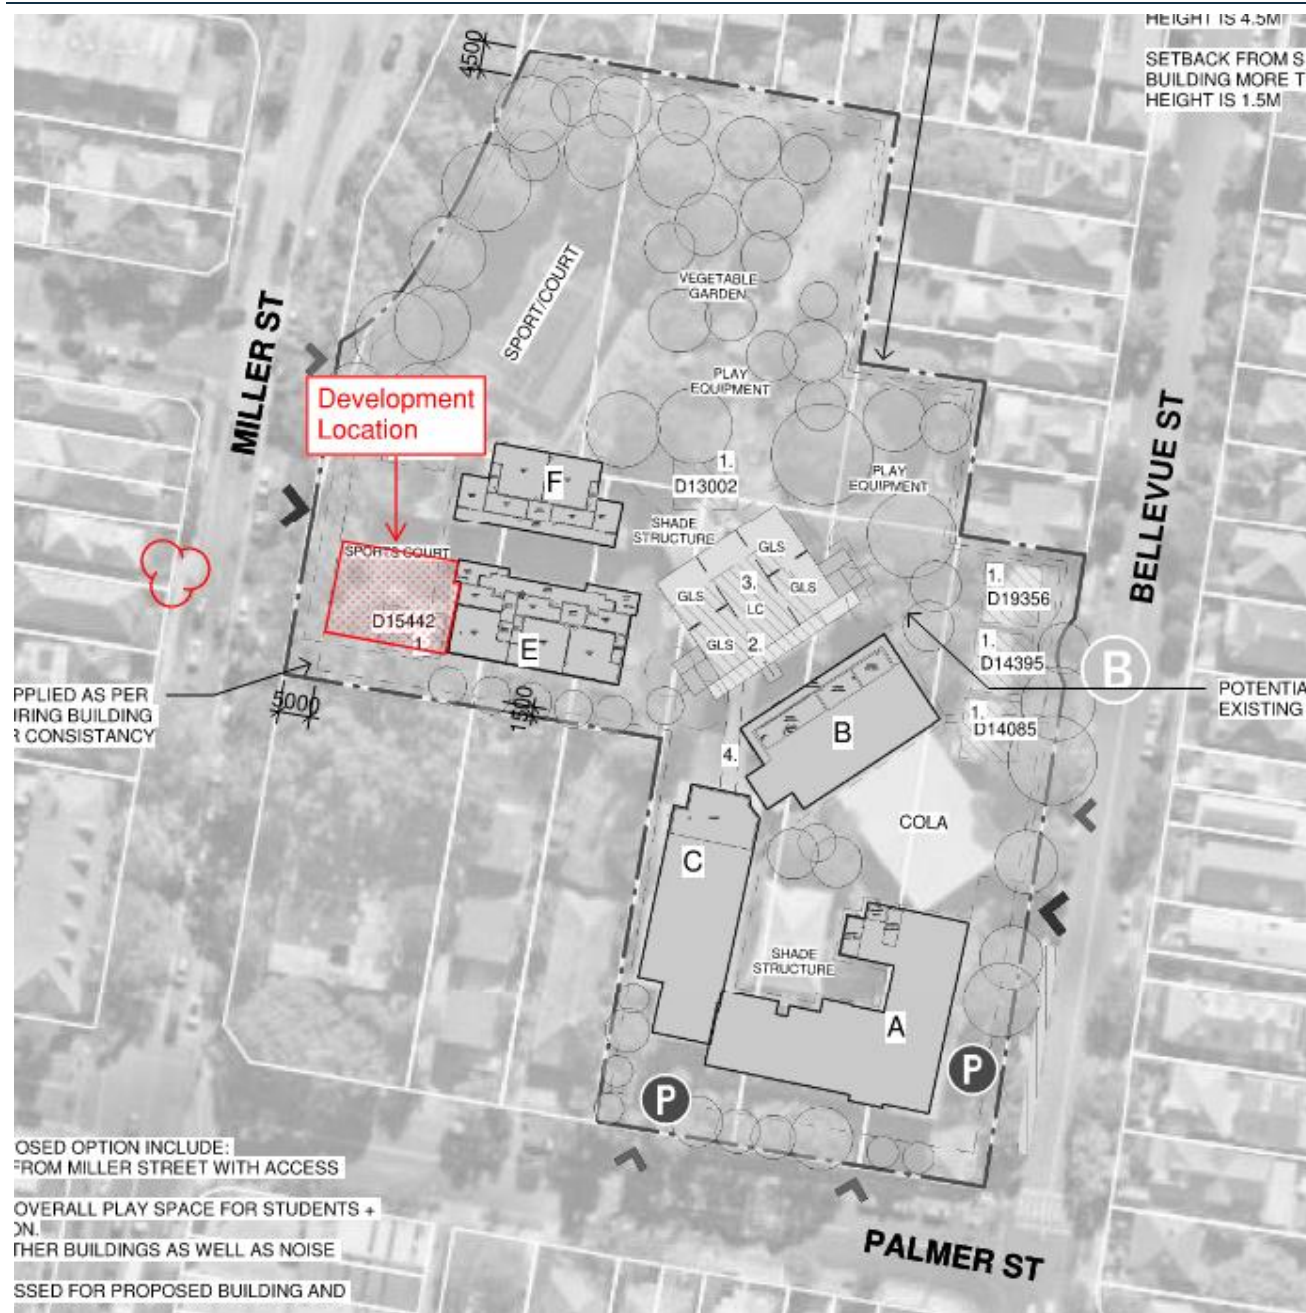 HEIGHT IS 4.5M
SETBACK FROM S
BUILDING MORE T
HEIGHT IS 1.5M
4500
SPORT/COURT
VEGETABLE
GARDEN
MILLER ST
PLAY
EQUIPMENT
Development
Location
BELLEVUE ST
F
1.
D13002
PLAY
EQUIPMENT
SHADE
STRUCTURE
SPORTS COURT
GLS
3.
GLS
GLS
LC
D15442
1.
GLS
2.
E
1.
D19356
1.
D14395
B
1.
D14085
PPLIED AS PER
IRING BUILDING
R CONSISTANCY
5000
1500
POTENTIA
EXISTING
B
4.
COLA
C
SHADE
STRUCTURE
A
P
P
OSED OPTION INCLUDE:
FROM MILLER STREET WITH ACCESS
OVERALL PLAY SPACE FOR STUDENTS +
ON.
THER BUILDINGS AS WELL AS NOISE
SSED FOR PROPOSED BUILDING AND
PALMER ST